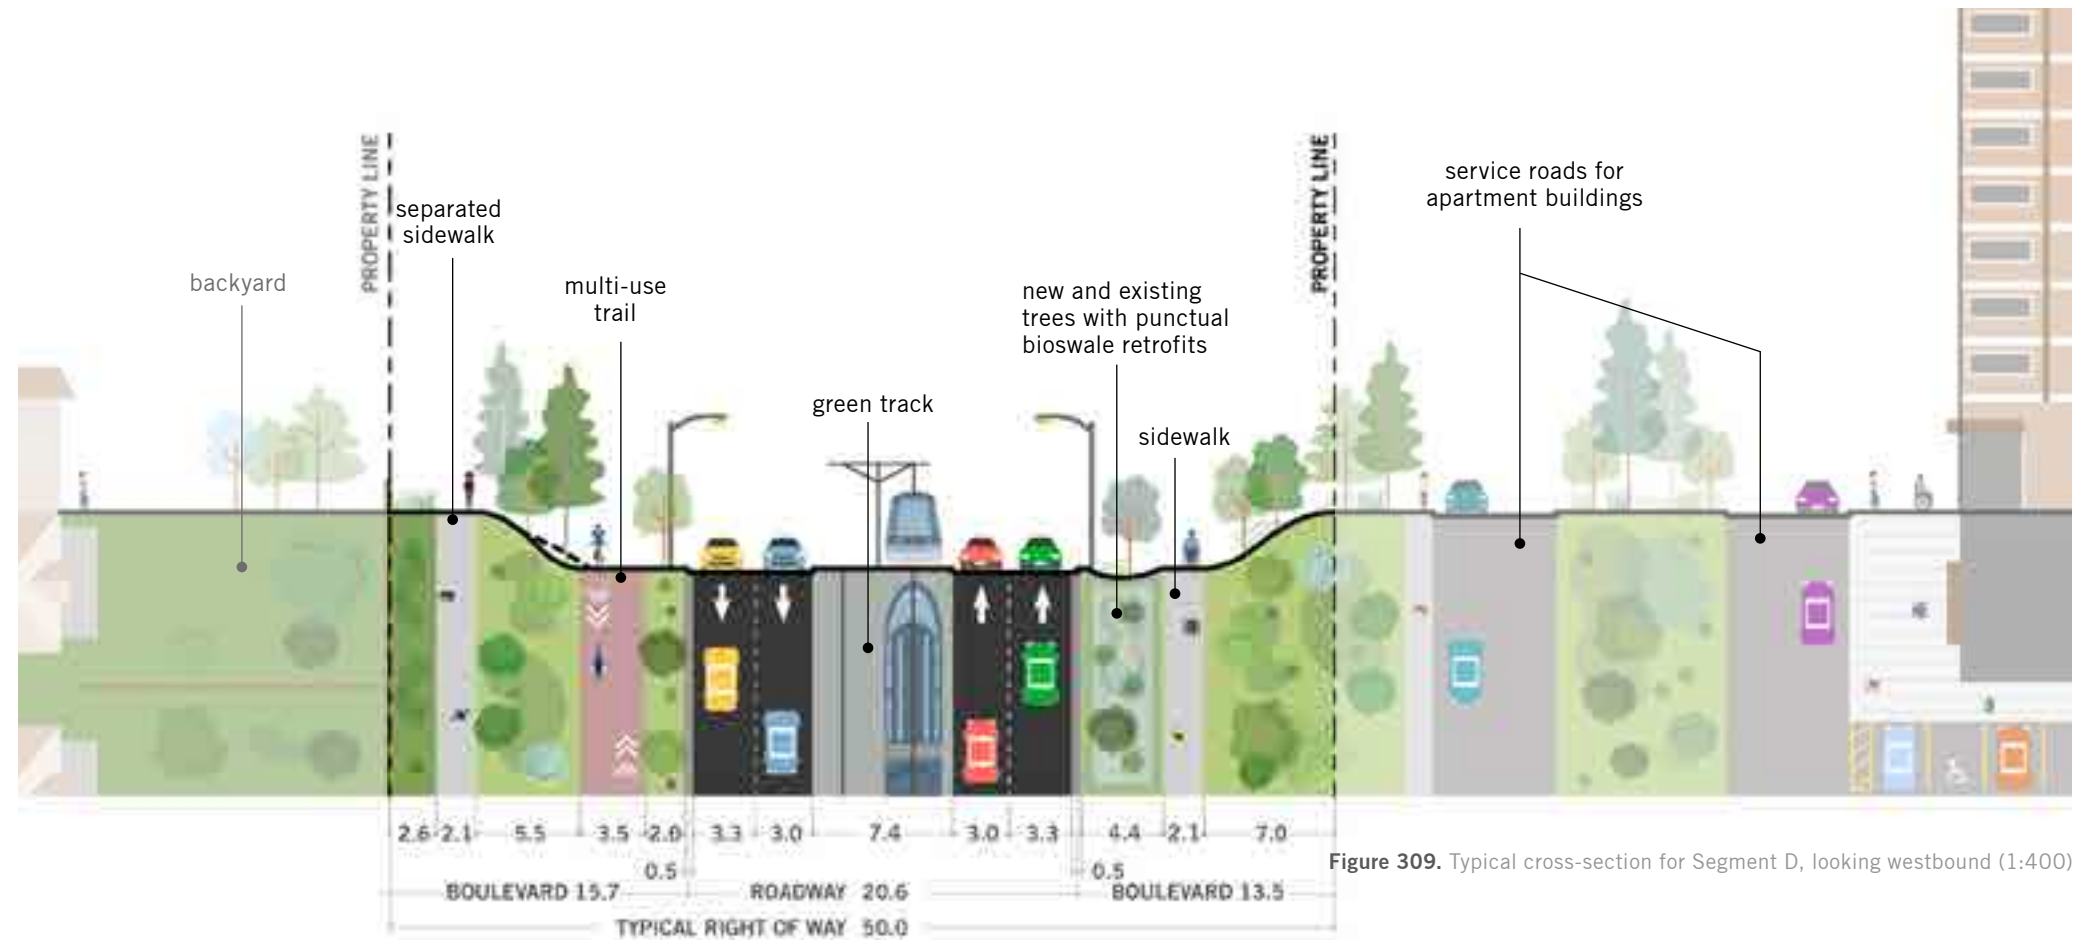 PROPERTY LINE
PROPERTY LINE
service roads for
apartment buildings
separated
sidewalk
backyard
multi-use
trail
new and existing
trees with punctual
bioswale retrofits
green track
sidewalk
2.6 2.1 5.5 3.5 2.0 3.3 3.0 7.4 3.0 3.3 4.4 2.1 7.0
0.5 0.5
BOULEVARD 15.7 ROADWAY 20.6 BOULEVARD 13.5
TYPICAL RIGHT OF WAY 50.0
Figure 309. Typical cross-section for Segment D, looking westbound (1:400)